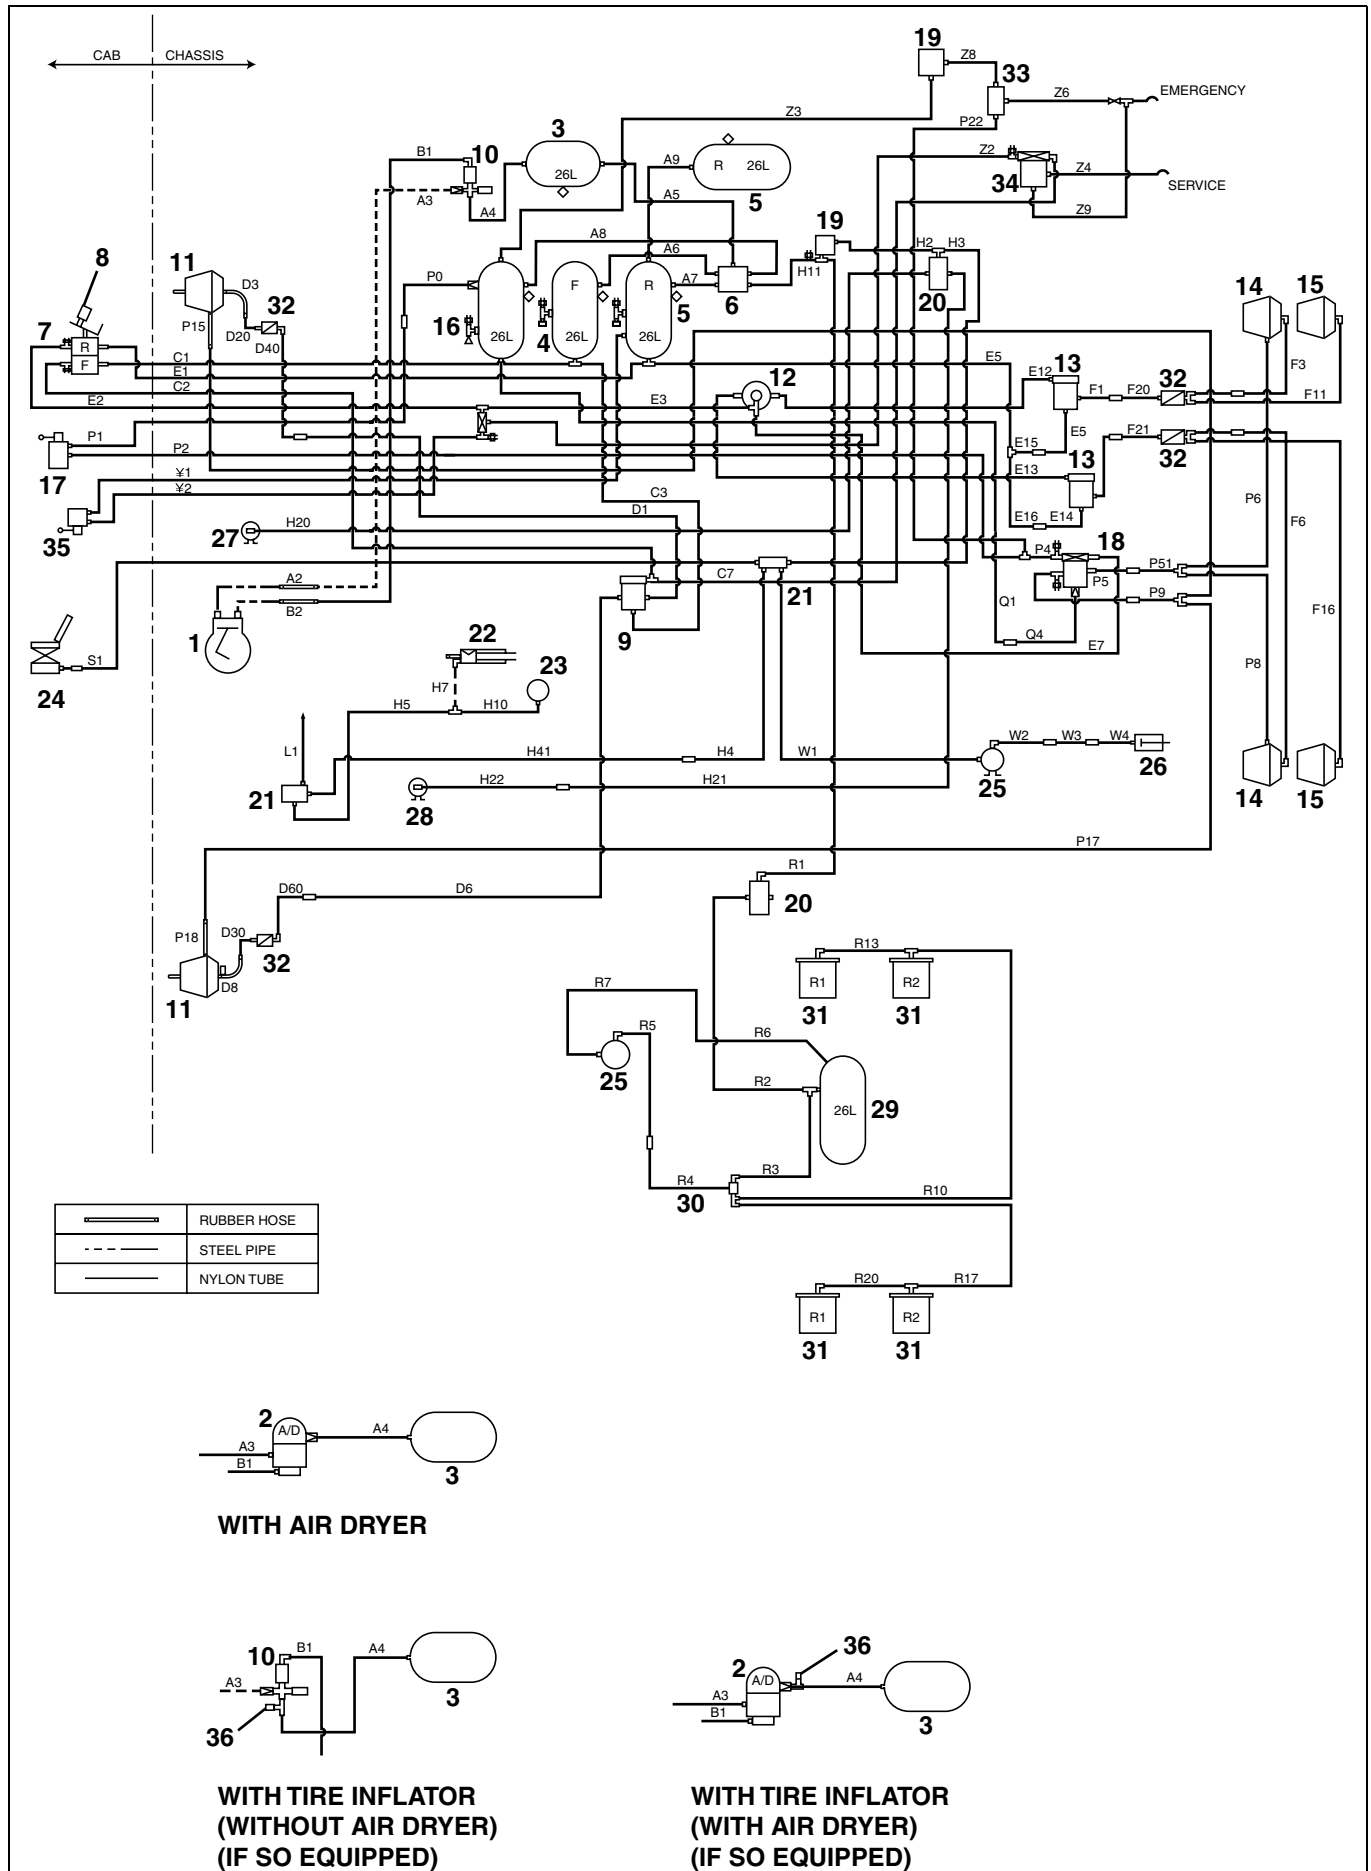 CAB CHASSIS
19
Z8
33
Z6
EMERGENCY
P22
Z3
3
26L
B1
10
A9
R 26L
5
Z2
34
Z4
SERVICE
Z9
A3
A4
A5
19
8
11
D3
32
P15
D20
D40
P0
A8
A6
H2 H3
H11
F
R
A7
6
20
14 15
7
R
F
16
26L
4
26L
26L
5
C1
E1
C2
E2
E3
12
E5
E12
13
F1
F20
32
F3
F11
P1
P2
17
¥1
¥2
E15
E5
F21
32
E13
13
C3
D1
P6
F6
35
27
H20
E16
E14
18
P4
A2
B2
21
C7
P5
P51
P9
Q1
Q4
E7
F16
1
9
24
S1
22
23
H7
H5
H10
P8
L1
H41
H4
W1
W2
W3
W4
25
26
14 15
21
H22
H21
28
P17
R1
20
D60
D6
P18
D30
32
D8
11
R13
R1
R2
31 31
R7
R5
R6
25
R2
26L
29
R3
R4
30
R10
RUBBER HOSE
STEEL PIPE
NYLON TUBE
R20
R17
R1
R2
31 31
2
A/D
A4
A3
B1
3
WITH AIR DRYER
10
B1
A4
A3
3
36
WITH TIRE INFLATOR
(WITHOUT AIR DRYER)
(IF SO EQUIPPED)
36
2
A/D
A4
A3
B1
3
WITH TIRE INFLATOR
(WITH AIR DRYER)
(IF SO EQUIPPED)